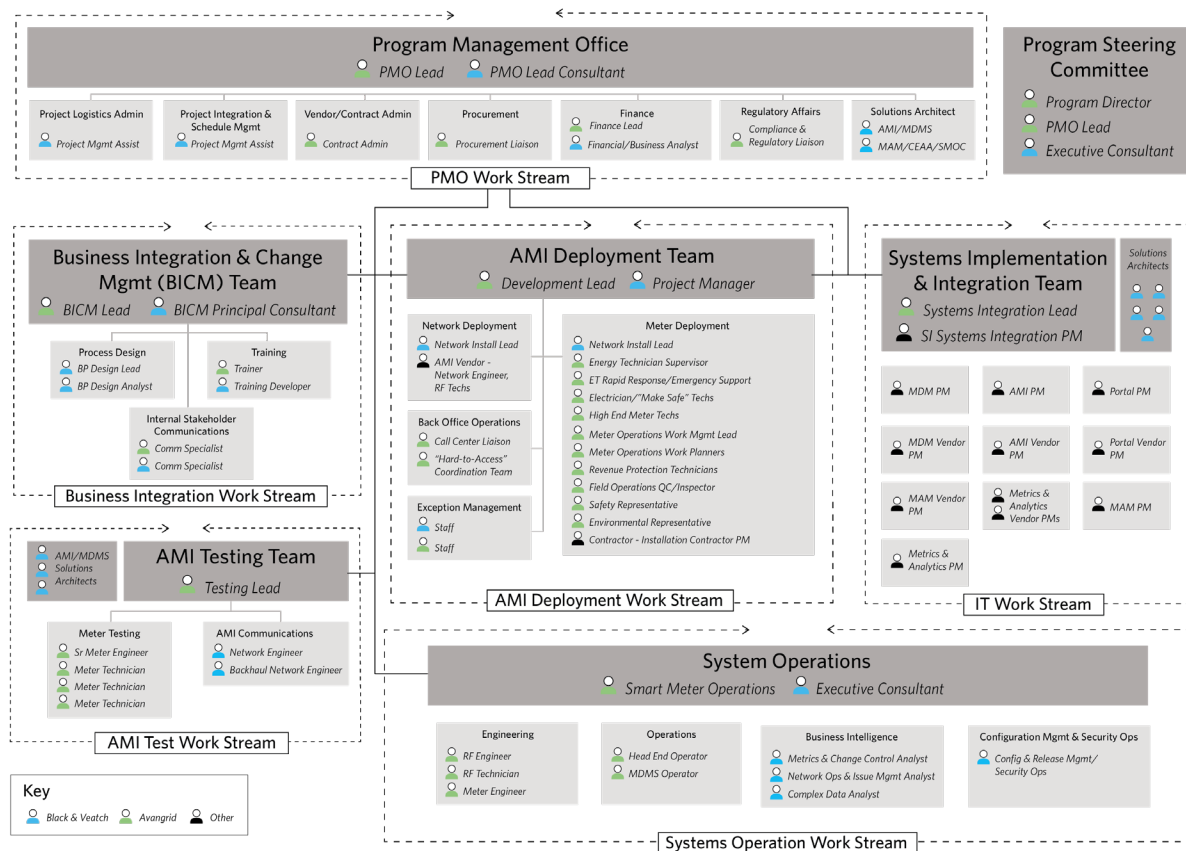 Program Management Office
PMO Lead
PMO Lead Consultant
Project Logistics Admin
Project Mgmt Assist
Project Integration &
Schedule Mgmt
Project Mgmt Assist
Vendor/Contract Admin
Contract Admin
Procurement
Procurement Liaison
Finance
Finance Lead
Financial/Business Analyst
Regulatory Affairs
Compliance &
Regulatory Liaison
Solutions Architect
AMI/MDMS
MAM/CEAA/SMOC
PMO Work Stream
Program Steering
Committee
Program Director
PMO Lead
Executive Consultant
Business Integration & Change
Mgmt (BICM) Team
BICM Lead
BICM Principal Consultant
Process Design
BP Design Lead
BP Design Analyst
Training
Trainer
Training Developer
Internal Stakeholder
Communications
Comm Specialist
Comm Specialist
Business Integration Work Stream
AMI Deployment Team
Development Lead
Project Manager
Network Deployment
Network Install Lead
AMI Vendor -
Network Engineer,
RF Techs
Back Office Operations
Call Center Liaison
"Hard-to-Access"
Coordination Team
Exception Management
Staff
Staff
Meter Deployment
Network Install Lead
Energy Technician Supervisor
ET Rapid Response/Emergency Support
Electrician/"Make Safe" Techs
High End Meter Techs
Meter Operations Work Mgmt Lead
Meter Operations Work Planners
Revenue Protection Technicians
Field Operations QC/Inspector
Safety Representative
Environmental Representative
Contractor - Installation Contractor PM
AMI Deployment Work Stream
Systems Implementation
& Integration Team
Systems Integration Lead
SI Systems Integration PM
Solutions
Architects
MDM PM
AMI PM
Portal PM
MDM Vendor
PM
AMI Vendor
PM
Portal Vendor
PM
MAM Vendor
PM
Metrics &
Analytics
Vendor PMs
MAM PM
Metrics &
Analytics PM
IT Work Stream
AMI/MDMS
Solutions
Architects
AMI Testing Team
Testing Lead
Meter Testing
Sr Meter Engineer
Meter Technician
Meter Technician
Meter Technician
AMI Communications
Network Engineer
Backhaul Network Engineer
AMI Test Work Stream
System Operations
Smart Meter Operations
Executive Consultant
Engineering
RF Engineer
RF Technician
Meter Engineer
Operations
Head End Operator
MDMS Operator
Business Intelligence
Metrics & Change Control Analyst
Network Ops & Issue Mgmt Analyst
Complex Data Analyst
Configuration Mgmt & Security Ops
Config & Release Mgmt/
Security Ops
Systems Operation Work Stream
Key
Black & Veatch
Avangrid
Other